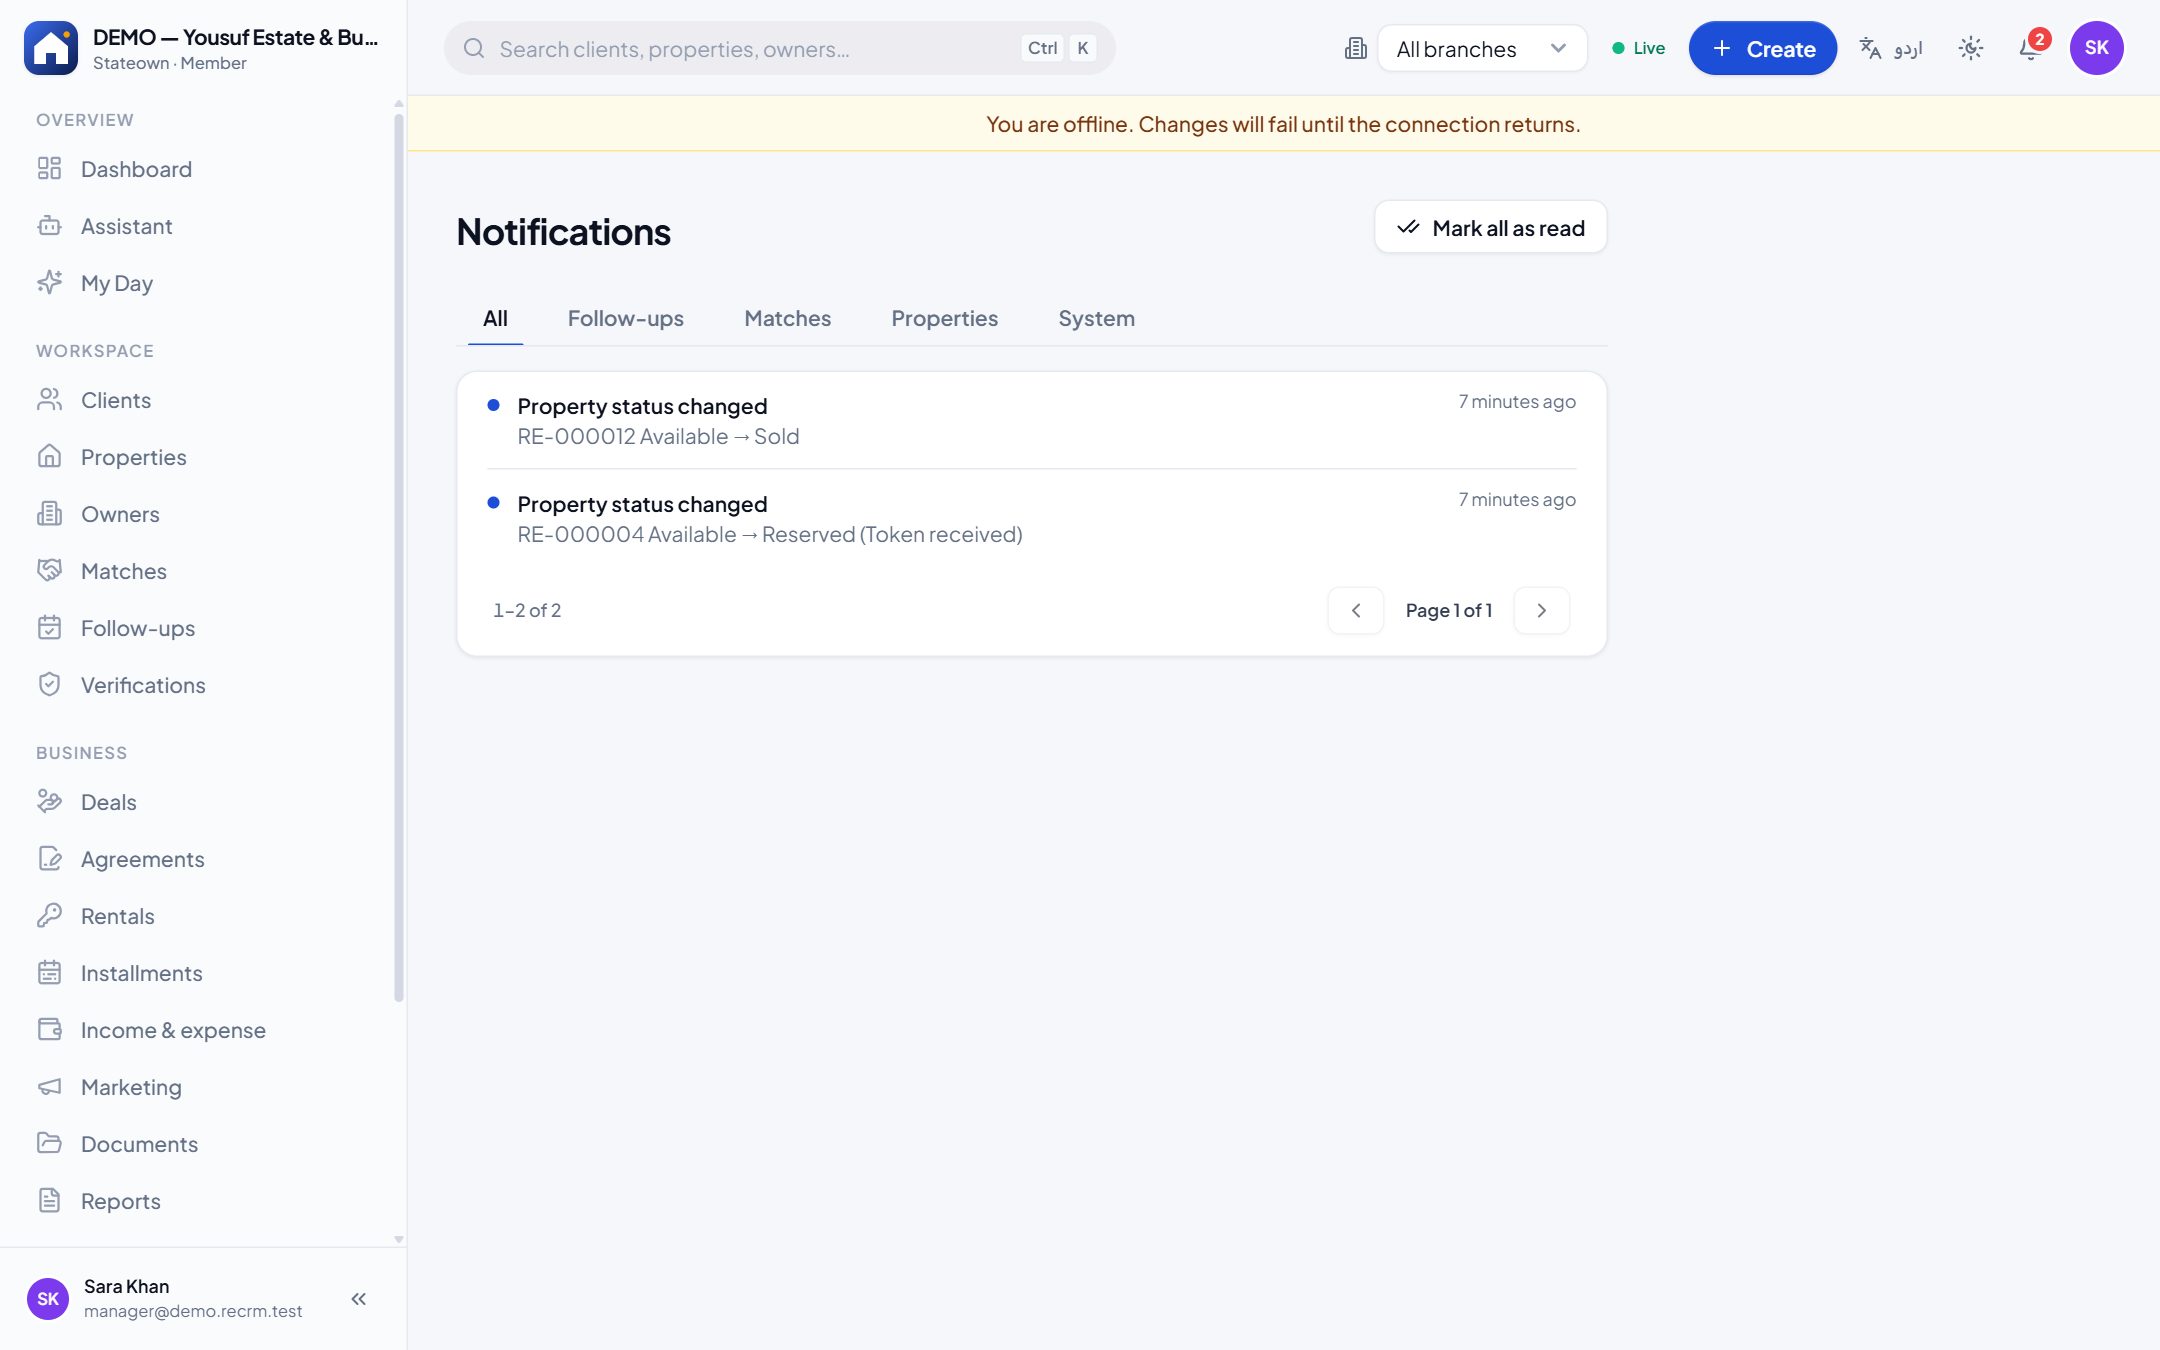 DEMO — Yousuf Estate & Bu...
Stateown · Member
Search clients, properties, owners...
Ctrl K
All branches
Live
Create
اردو
2
SK
You are offline. Changes will fail until the connection returns.
OVERVIEW
Dashboard
Assistant
My Day
WORKSPACE
Clients
Properties
Owners
Matches
Follow-ups
Verifications
BUSINESS
Deals
Agreements
Rentals
Installments
Income & expense
Marketing
Documents
Reports
SK
Sara Khan
manager@demo.recrm.test
Notifications
Mark all as read
All
Follow-ups
Matches
Properties
System
Property status changed
7 minutes ago
RE-000012 Available → Sold
Property status changed
7 minutes ago
RE-000004 Available → Reserved (Token received)
1–2 of 2
Page 1 of 1